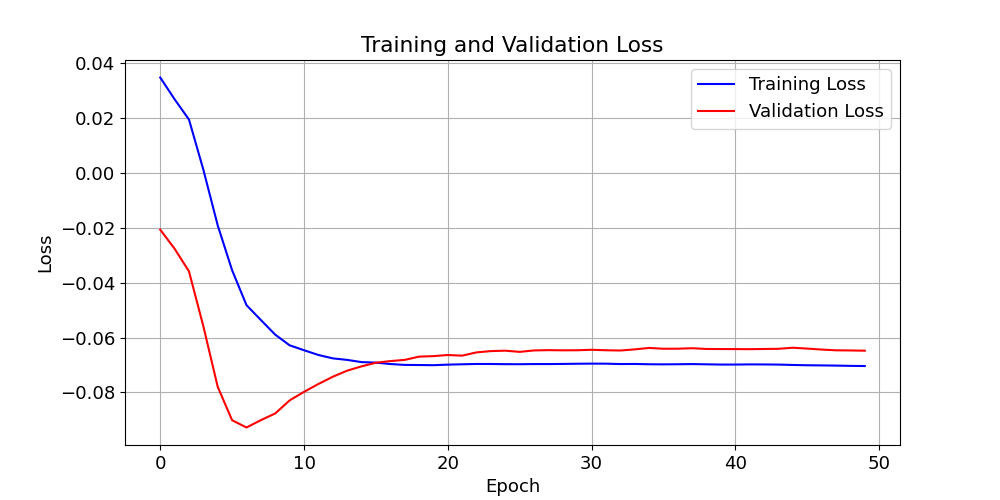 Training and Validation Loss
Training Loss
Validation Loss
0.04
0.02
0.00
−0.02
−0.04
−0.06
−0.08
Loss
0 10 20 30 40 50
Epoch